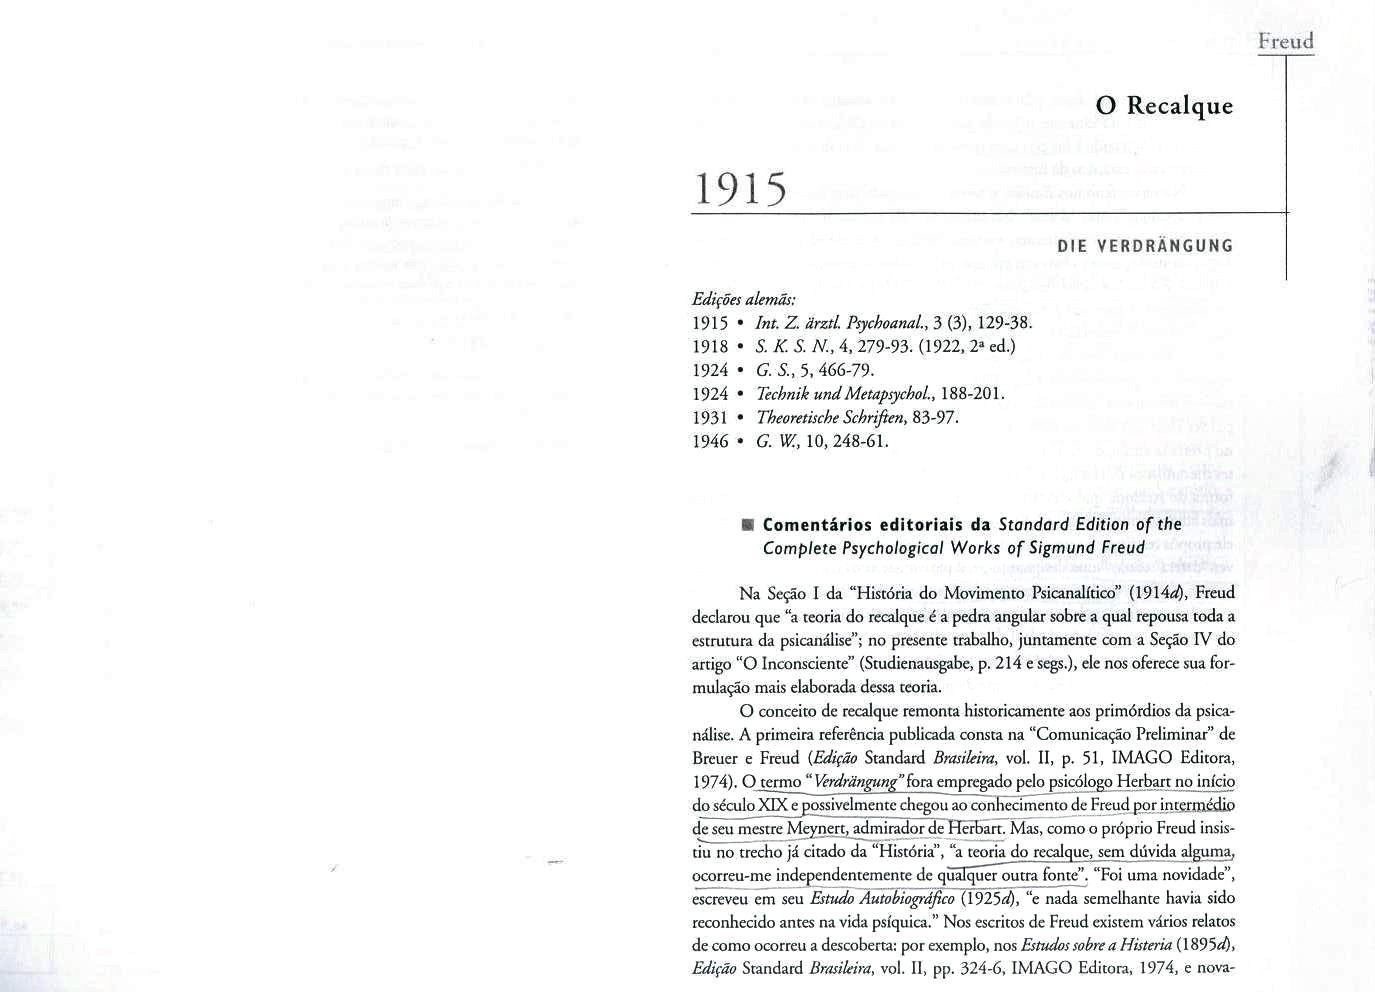 Freud
O Recalque
1915
DIE VERDRÄNGUNG
Edições alemãs:
1915 • Int. Z. ärztl. Psychoanal., 3 (3), 129-38.
1918 • S. K. S. N., 4, 279-93. (1922, 2ª ed.)
1924 • G. S., 5, 466-79.
1924 • Technik und Metapsychol., 188-201.
1931 • Theoretische Schriften, 83-97.
1946 • G. W., 10, 248-61.
Comentários editoriais da Standard Edition of the
Complete Psychological Works of Sigmund Freud
Na Seção I da “História do Movimento Psicanalítico” (1914d), Freud
declarou que “a teoria do recalque é a pedra angular sobre a qual repousa toda a
estrutura da psicanálise”; no presente trabalho, juntamente com a Seção IV do
artigo “O Inconsciente” (Studienausgabe, p. 214 e segs.), ele nos oferece sua for-
mulação mais elaborada dessa teoria.
O conceito de recalque remonta historicamente aos primórdios da psica-
nálise. A primeira referência publicada consta na “Comunicação Preliminar” de
Breuer e Freud (Edição Standard Brasileira, vol. II, p. 51, IMAGO Editora,
1974). O termo “Verdrängung” fora empregado pelo psicólogo Herbart no início
do século XIX e possivelmente chegou ao conhecimento de Freud por intermédio
de seu mestre Meynert, admirador de Herbart. Mas, como o próprio Freud insis-
tiu no trecho já citado da “História”, “a teoria do recalque, sem dúvida alguma,
ocorreu-me independentemente de qualquer outra fonte”. “Foi uma novidade”,
escreveu em seu Estudo Autobiográfico (1925d), “e nada semelhante havia sido
reconhecido antes na vida psíquica.” Nos escritos de Freud existem vários relatos
de como ocorreu a descoberta: por exemplo, nos Estudos sobre a Histeria (1895d),
Edição Standard Brasileira, vol. II, pp. 324-6, IMAGO Editora, 1974, e nova-